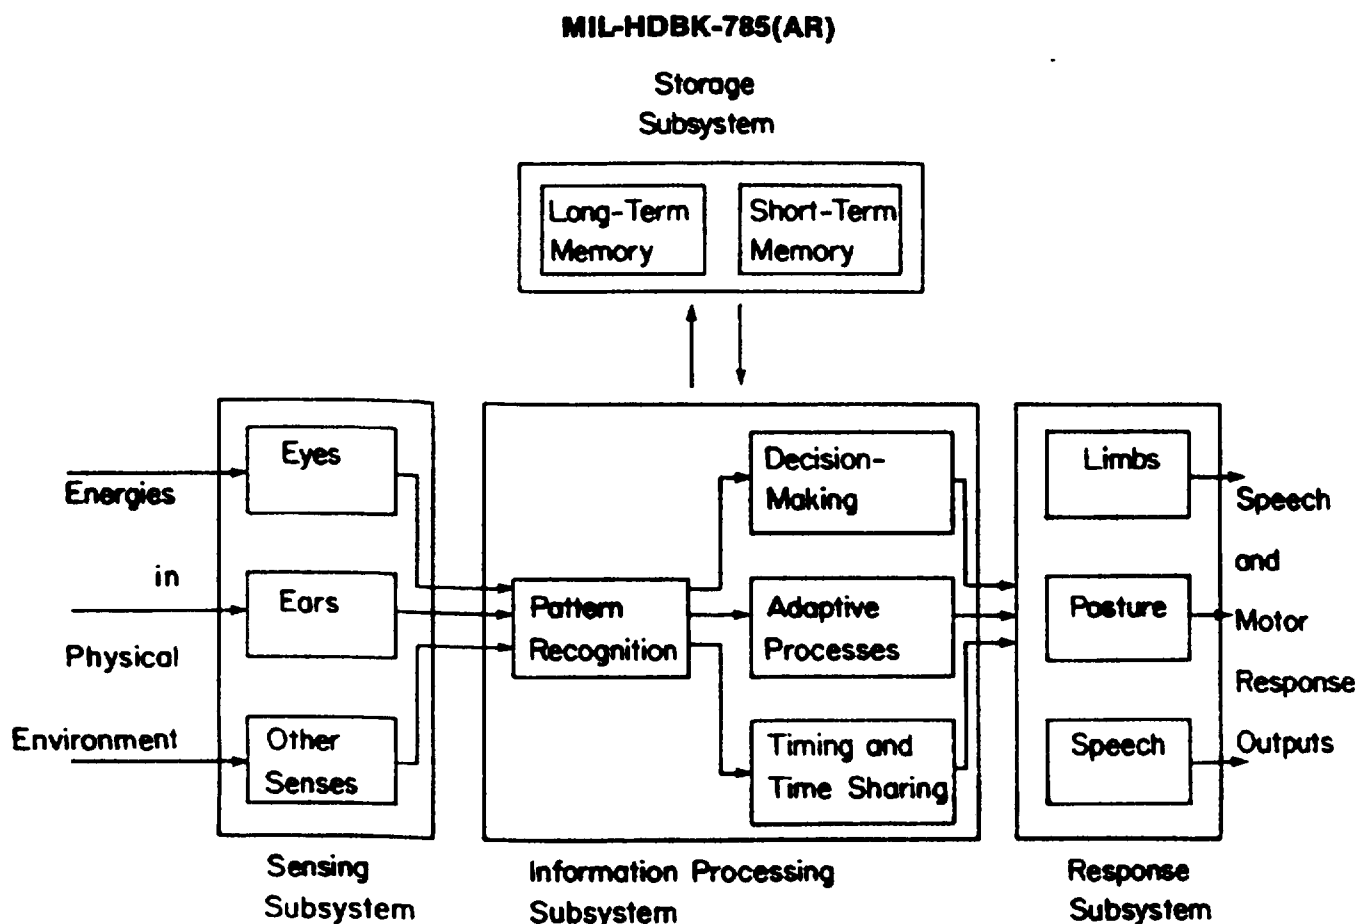 MIL-HDBK-785(AR)
Storage
Subsystem
Long-Term
Memory
Short-Term
Memory
Energies
in
Physical
Environment
Eyes
Ears
Other
Senses
Sensing
Subsystem
Pattern
Recognition
Decision-
Making
Adaptive
Processes
Timing and
Time Sharing
Information Processing
Subsystem
Limbs
Posture
Speech
Response
Subsystem
Speech
and
Motor
Response
Outputs